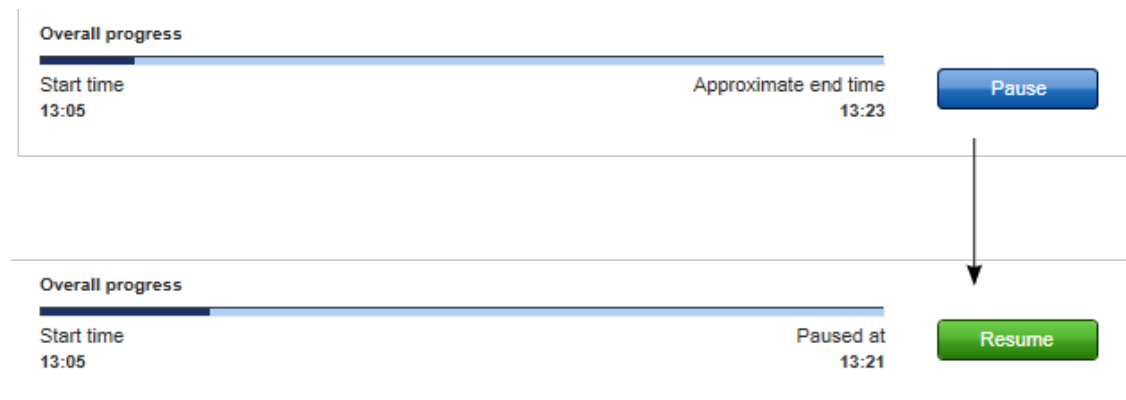 Overall progress
Start time Approximate end time Pause
13:05 13:23
Overall progress
Start time Paused at Resume
13:05 13:21